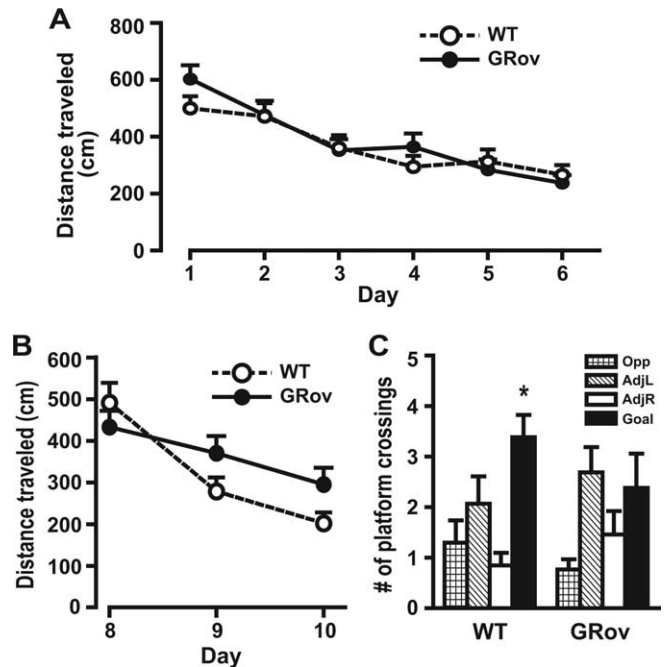 A
800
600
400
200
0
Distance traveled
(cm)
WT
GRov
1 2 3 4 5 6
Day
B
600
500
400
300
200
100
0
Distance traveled (cm)
WT
GRov
8 9 10
Day
C
5
4
3
2
1
0
# of platform crossings
Opp
AdjL
AdjR
Goal
*
WT GRov